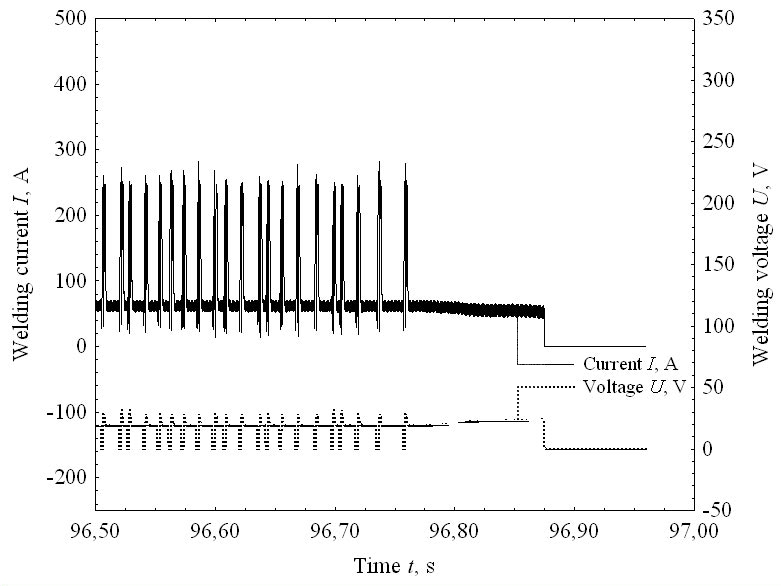 500
400
300
200
100
0
-100
-200
350
300
250
200
150
100
50
0
-50
Welding current I, A
Welding voltage U, V
Current I, A
Voltage U, V
96,50 96,60 96,70 96,80 96,90 97,00
Time t, s